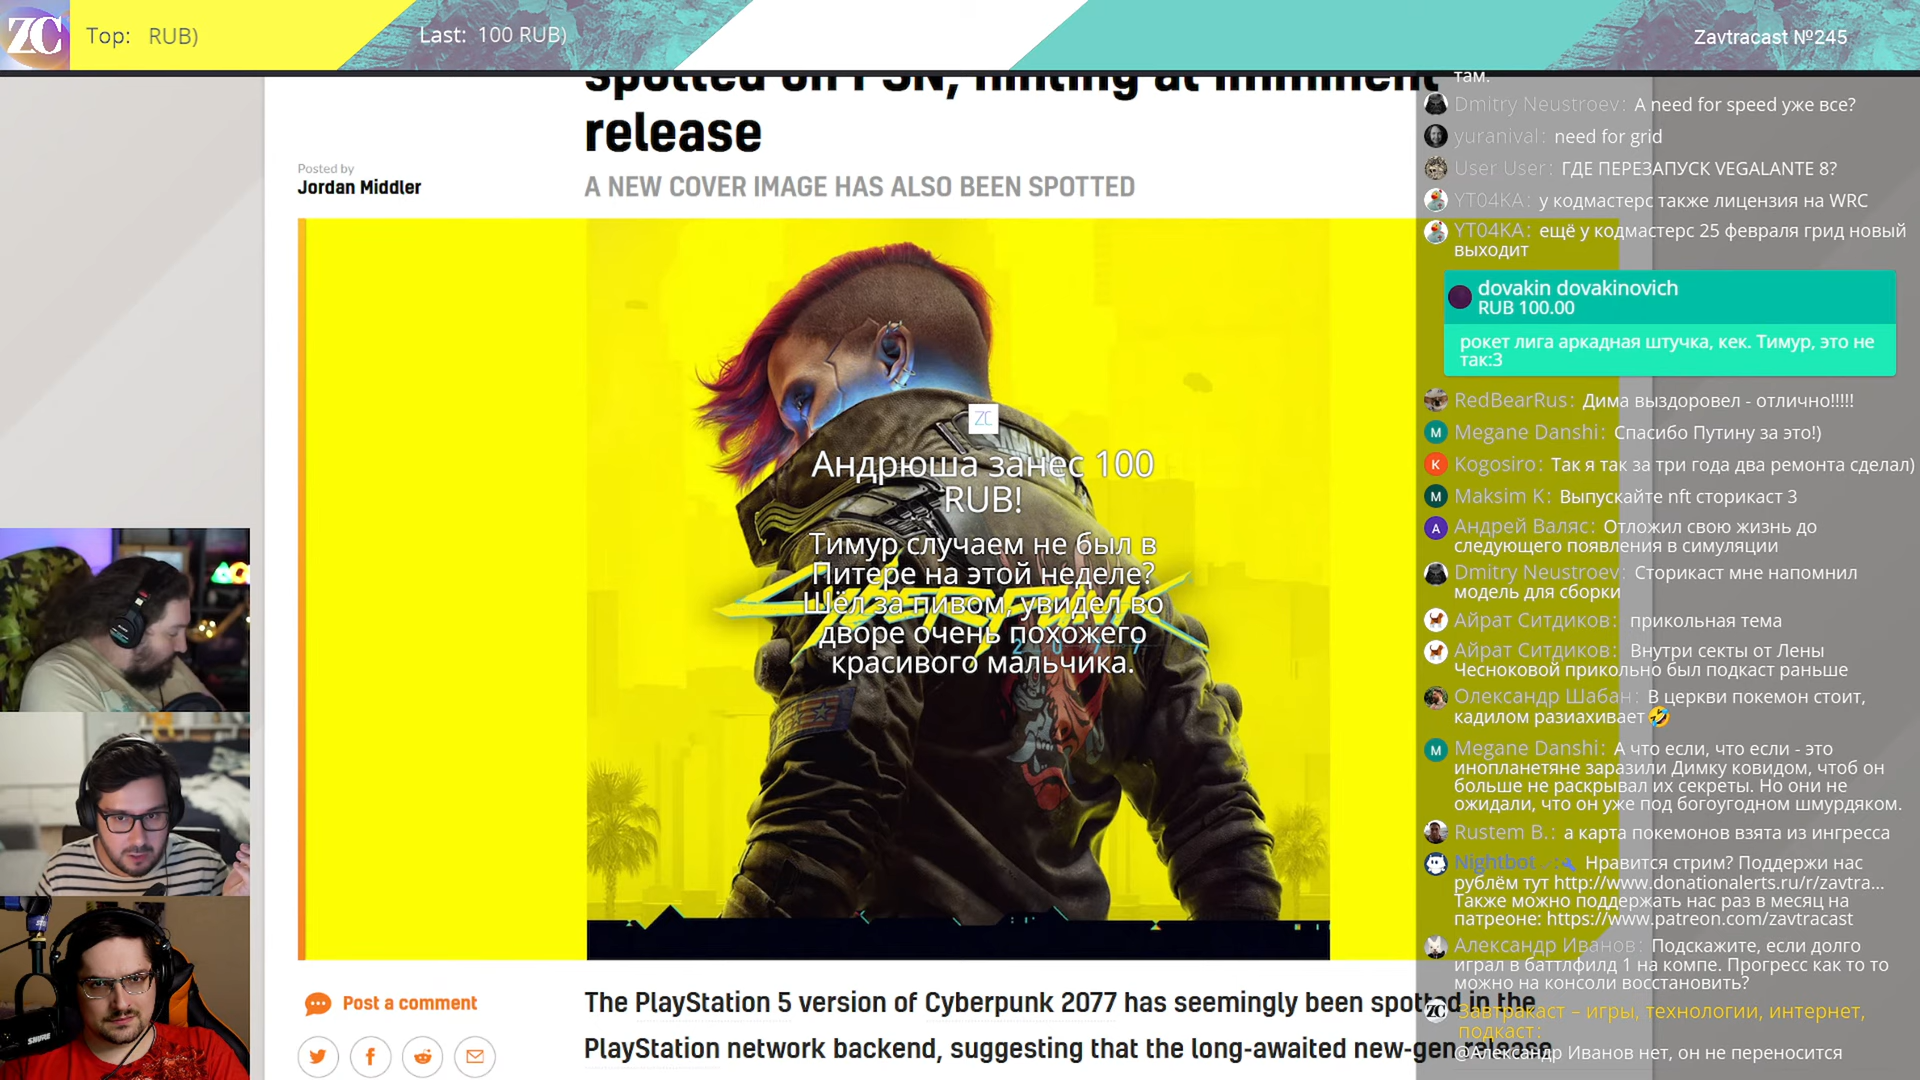 ZC
Top: RUB)
Last: 100 RUB)
Zavtracast №245
spotted on PSN, hinting at imminent
release
Posted by
Jordan Middler
A NEW COVER IMAGE HAS ALSO BEEN SPOTTED
ZC
Андрюша занес 100
RUB!
Тимур случаем не был в
Питере на этой неделе?
Шёл за пивом, увидел во
дворе очень похожего
красивого мальчика.
Cyberpunk
2077
Post a comment
The PlayStation 5 version of Cyberpunk 2077 has seemingly been spotted in the
PlayStation network backend, suggesting that the long-awaited new-gen release
SHURE
там.
Dmitry Neustroev: А need for speed уже все?
yuranival: need for grid
User User: ГДЕ ПЕРЕЗАПУСК VEGALANTE 8?
YT04KA: у кодмастерс также лицензия на WRC
YT04KA: ещё у кодмастерс 25 февраля грид новый
выходит
dovakin dovakinovich
RUB 100.00
рокет лига аркадная штучка, кек. Тимур, это не
так:3
RedBearRus: Дима выздоровел - отлично!!!!!
M Megane Danshi: Спасибо Путину за это!)
K Kogosiro: Так я так за три года два ремонта сделал)
M Maksim K: Выпускайте nft сторикаст 3
А Андрей Валяс: Отложил свою жизнь до
следующего появления в симуляции
Dmitry Neustroev: Сторикаст мне напомнил
модель для сборки
Айрат Ситдиков: прикольная тема
Айрат Ситдиков: Внутри секты от Лены
Чесноковой прикольно был подкаст раньше
Олександр Шабан: В церкви покемон стоит,
кадилом разиахивает🤣
M Megane Danshi: А что если, что если - это
инопланетяне заразили Димку ковидом, чтоб он
больше не раскрывал их секреты. Но они не
ожидали, что он уже под богоугодном шмурдяком.
Rustem B.: а карта покемонов взята из ингресса
Nightbot: Нравится стрим? Поддержи нас
рублём тут http://www.donationalerts.ru/r/zavtra...
Также можно поддержать нас раз в месяц на
патреоне: https://www.patreon.com/zavtracast
Александр Иванов: Подскажите, если долго
играл в баттлфилд 1 на компе. Прогресс как то то
можно на консоли восстановить?
ZC Завтракаст – игры, технологии, интернет,
подкаст:
@Александр Иванов нет, он не переносится